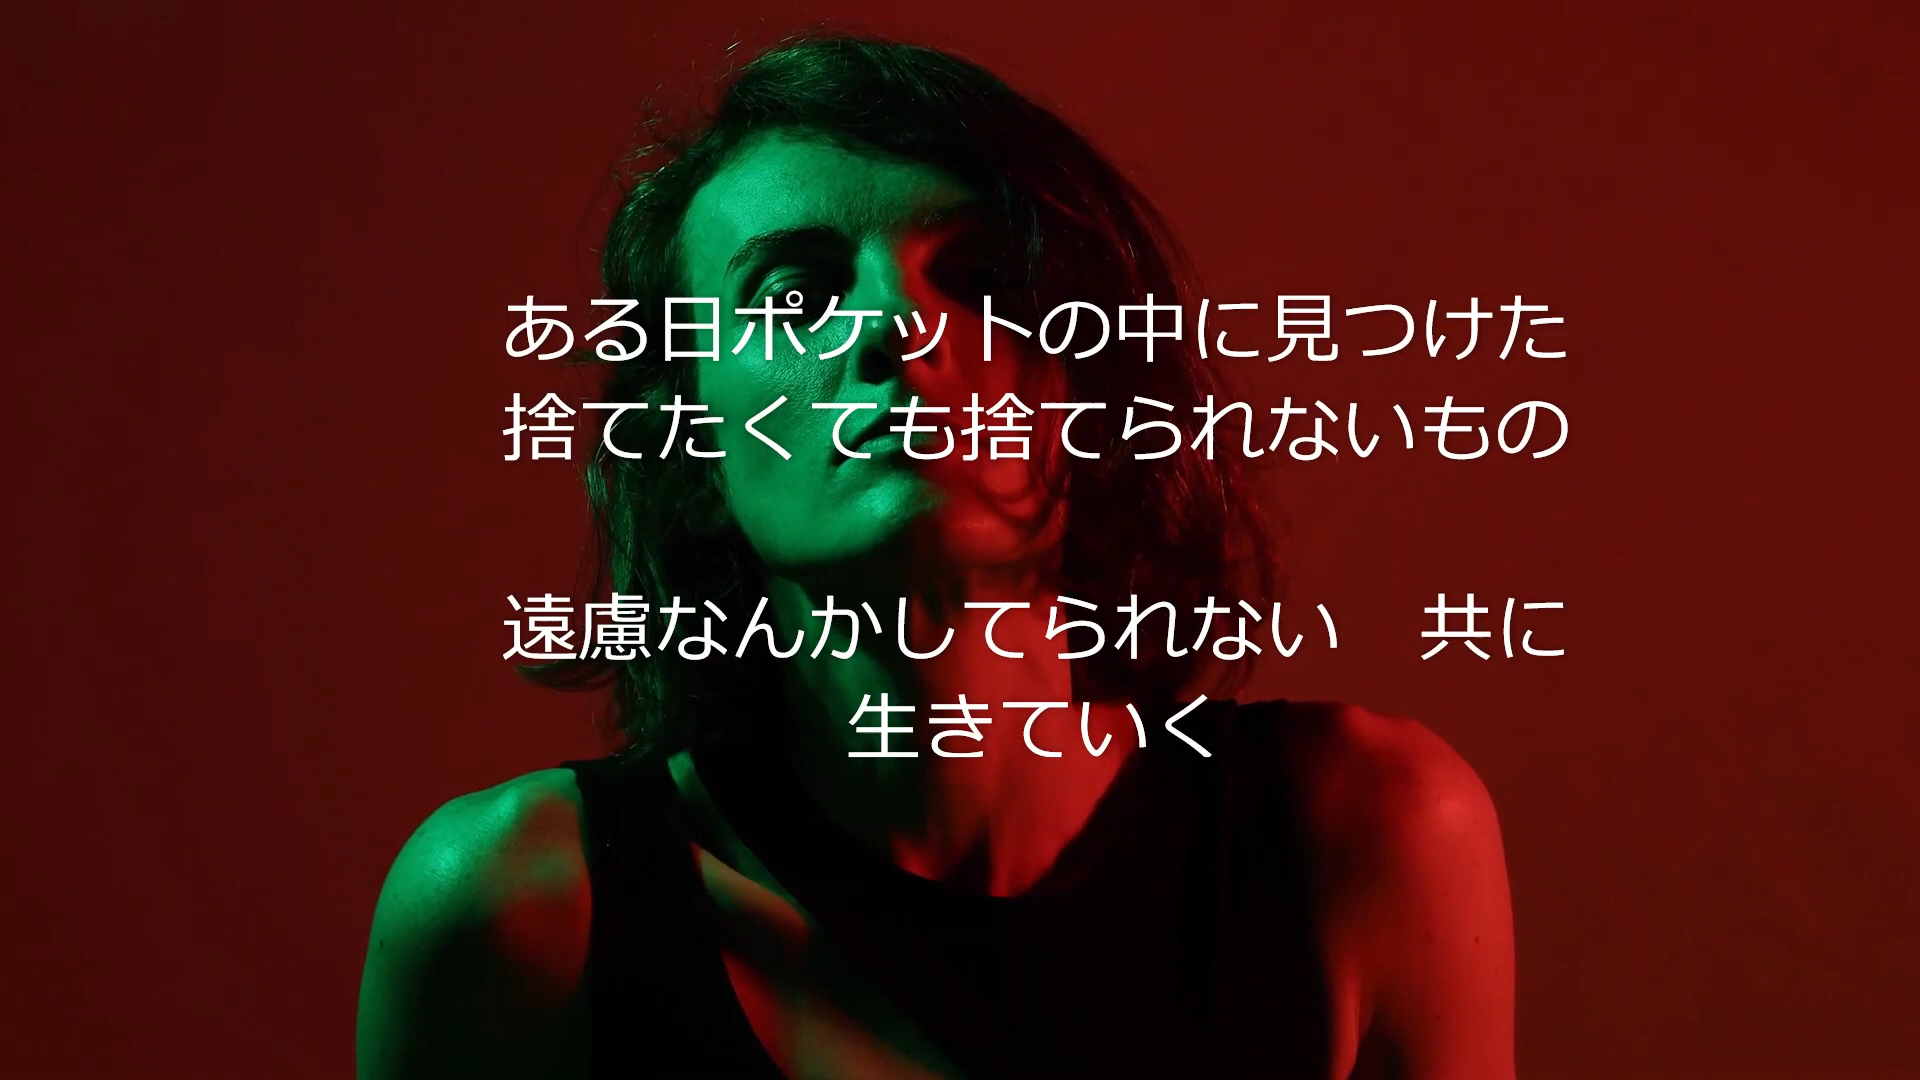 ある日ポケットの中に見つけた
捨てたくても捨てられないもの
遠慮なんかしてられない　共に
生きていく